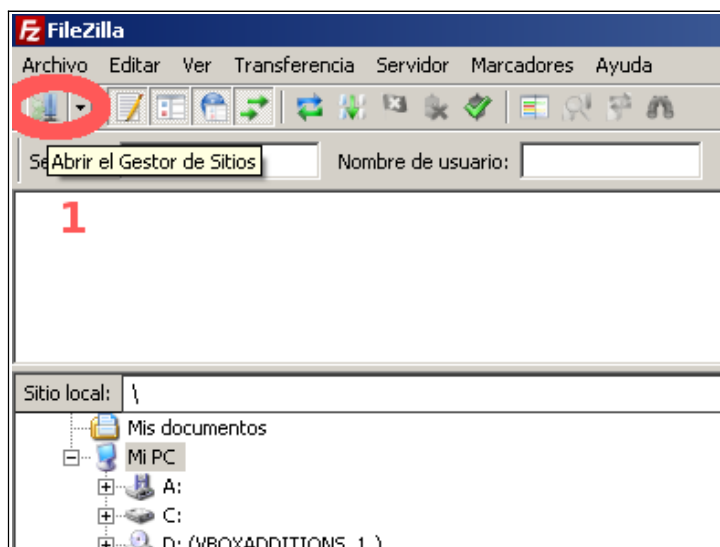 FileZilla
Archivo Editar Ver Transferencia Servidor Marcadores Ayuda
Abrir el Gestor de Sitios Nombre de usuario:
1
Sitio local: \
Mis documentos
Mi PC
A:
C:
D: (VBOXADDITIONS_1_)